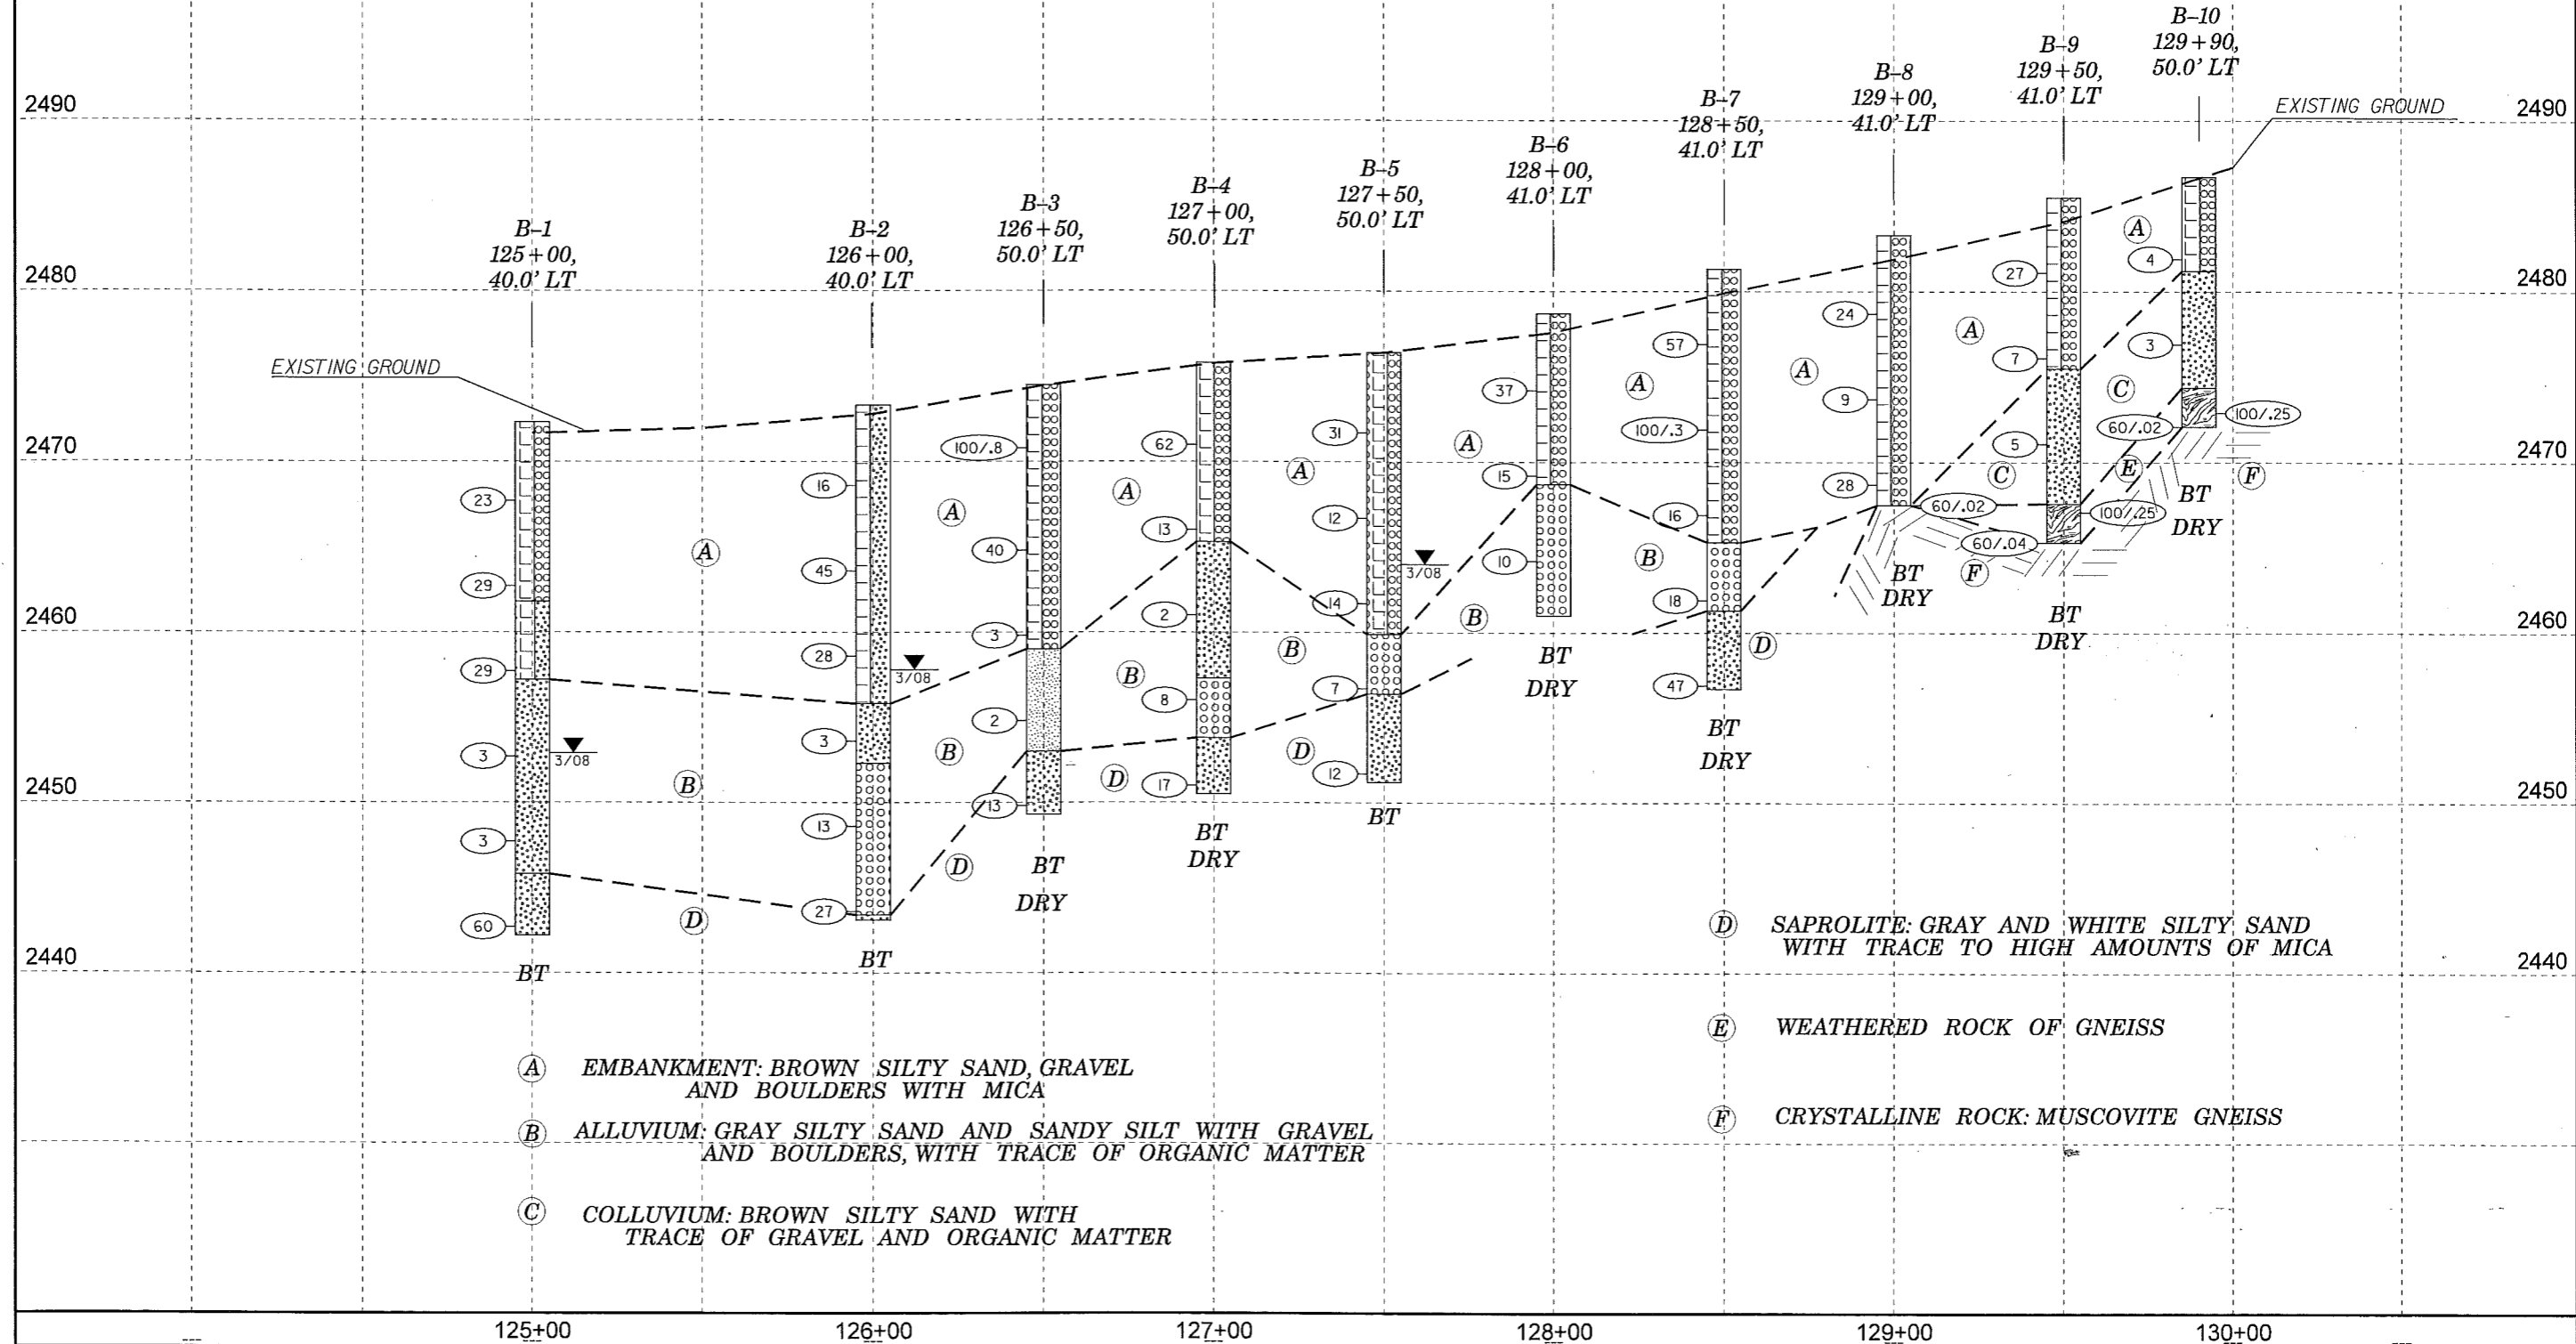 B-10
129+90,
50.0' LT
B-9
129+50,
41.0' LT
B-8
129+00,
41.0' LT
B-7
128+50,
41.0' LT
B-6
128+00,
41.0' LT
B-5
127+50,
50.0' LT
B-4
127+00,
50.0' LT
B-3
126+50,
50.0' LT
B-2
126+00,
40.0' LT
B-1
125+00,
40.0' LT
2490
2480
2470
2460
2450
2440
EXISTING GROUND
EXISTING GROUND
2490
2480
2470
2460
2450
2440
23
29
29
3
3
60
3/08
BT
A
B
D
16
45
28
3
13
27
3/08
BT
A
B
D
100/.8
40
3
2
13
BT
DRY
A
B
D
62
13
2
8
17
BT
DRY
A
B
D
31
12
14
7
12
3/08
BT
A
B
37
15
10
BT
DRY
A
B
57
100/.3
16
18
47
BT
DRY
A
D
24
9
28
60/.02
BT
DRY
A
C
F
27
7
5
100/.25
60/.04
BT
DRY
A
C
E
4
3
100/.25
60/.02
BT
DRY
F
A EMBANKMENT: BROWN SILTY SAND, GRAVEL
AND BOULDERS WITH MICA
B ALLUVIUM: GRAY SILTY SAND AND SANDY SILT WITH GRAVEL
AND BOULDERS, WITH TRACE OF ORGANIC MATTER
C COLLUVIUM: BROWN SILTY SAND WITH
TRACE OF GRAVEL AND ORGANIC MATTER
D SAPROLITE: GRAY AND WHITE SILTY SAND
WITH TRACE TO HIGH AMOUNTS OF MICA
E WEATHERED ROCK OF GNEISS
F CRYSTALLINE ROCK: MUSCOVITE GNEISS
125+00
126+00
127+00
128+00
129+00
130+00